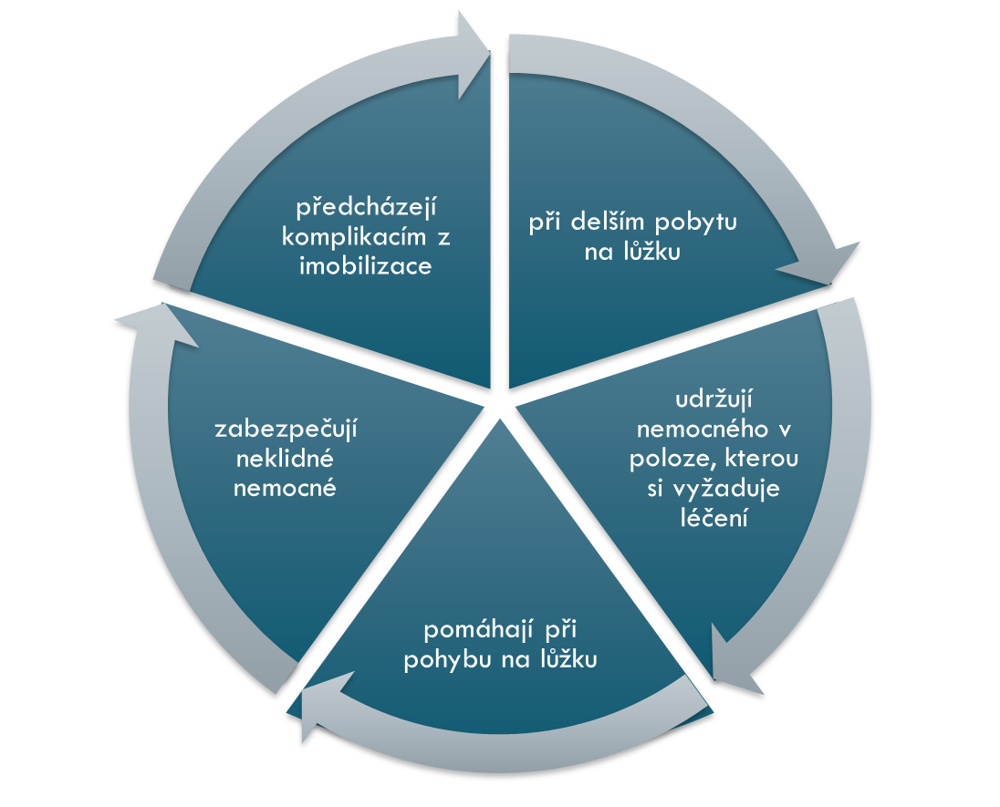 předcházejí
komplikacím z
imobilizace
při delším pobytu
na lůžku
udržují
nemocného v
poloze, kterou
si vyžaduje
léčení
pomáhají při
pohybu na lůžku
zabezpečují
neklidné
nemocné